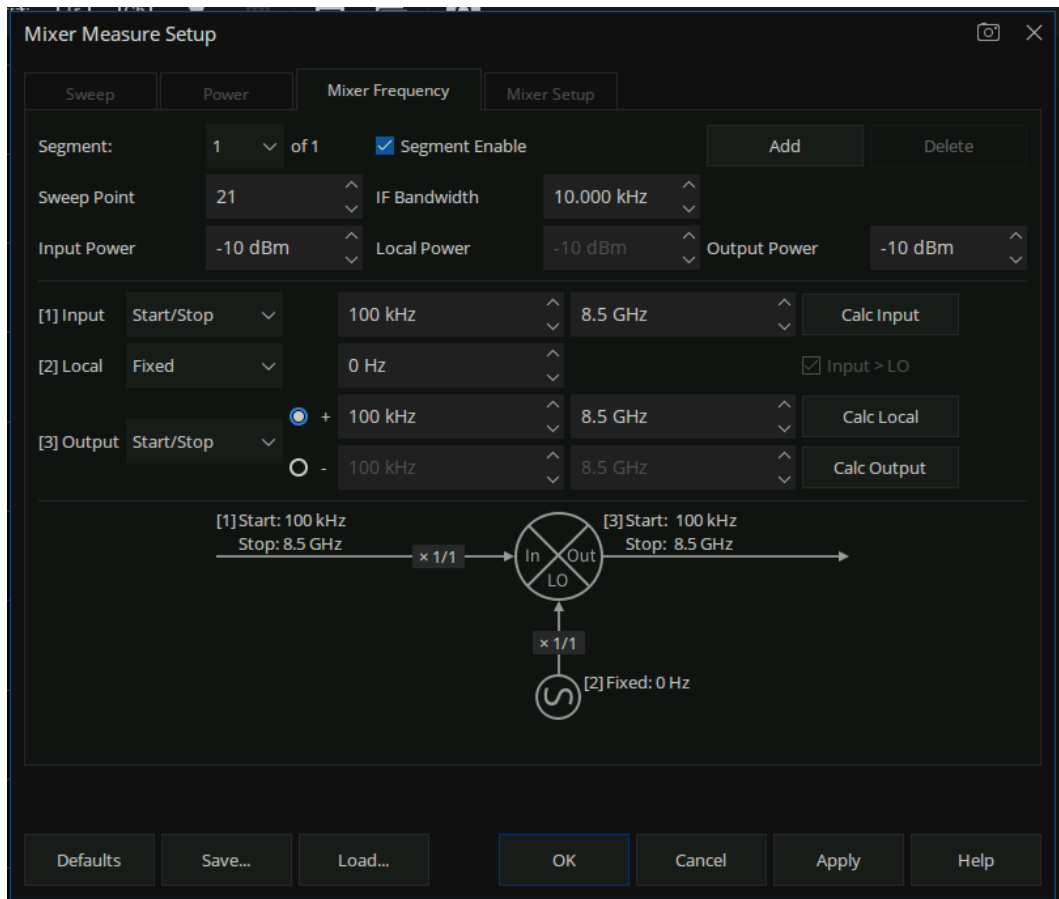 Mixer Measure Setup
Sweep Power Mixer Frequency Mixer Setup
Segment: 1 of 1 Segment Enable Add Delete
Sweep Point 21 IF Bandwidth 10.000 kHz
Input Power -10 dBm Local Power -10 dBm Output Power -10 dBm
[1] Input Start/Stop 100 kHz 8.5 GHz Calc Input
[2] Local Fixed 0 Hz Input > LO
+ 100 kHz 8.5 GHz Calc Local
[3] Output Start/Stop
- 100 kHz 8.5 GHz Calc Output
[1] Start: 100 kHz [3] Start: 100 kHz
Stop: 8.5 GHz Stop: 8.5 GHz
× 1/1 In Out
LO
× 1/1
[2] Fixed: 0 Hz
Defaults Save... Load... OK Cancel Apply Help